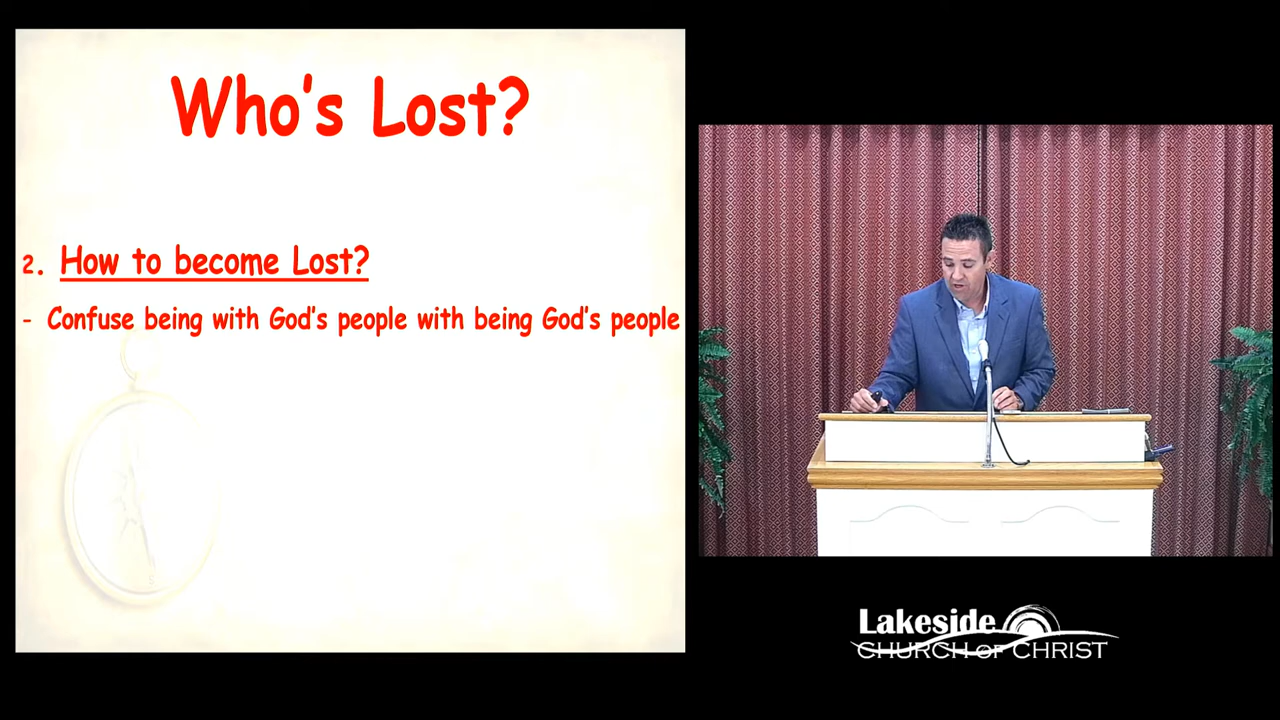 Who's Lost?
2. How to become Lost?
- Confuse being with God's people with being God's people
Lakeside
CHURCH OF CHRIST